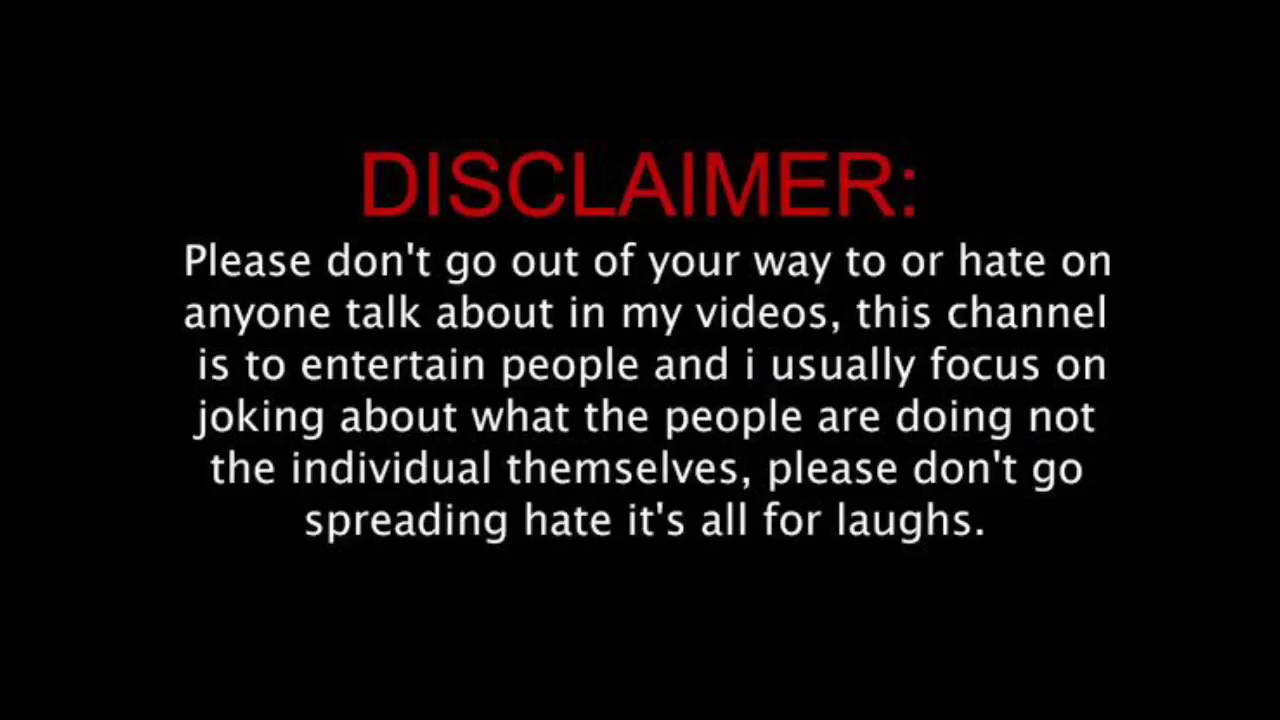 DISCLAIMER:
Please don't go out of your way to or hate on
anyone talk about in my videos, this channel
is to entertain people and i usually focus on
joking about what the people are doing not
the individual themselves, please don't go
spreading hate it's all for laughs.